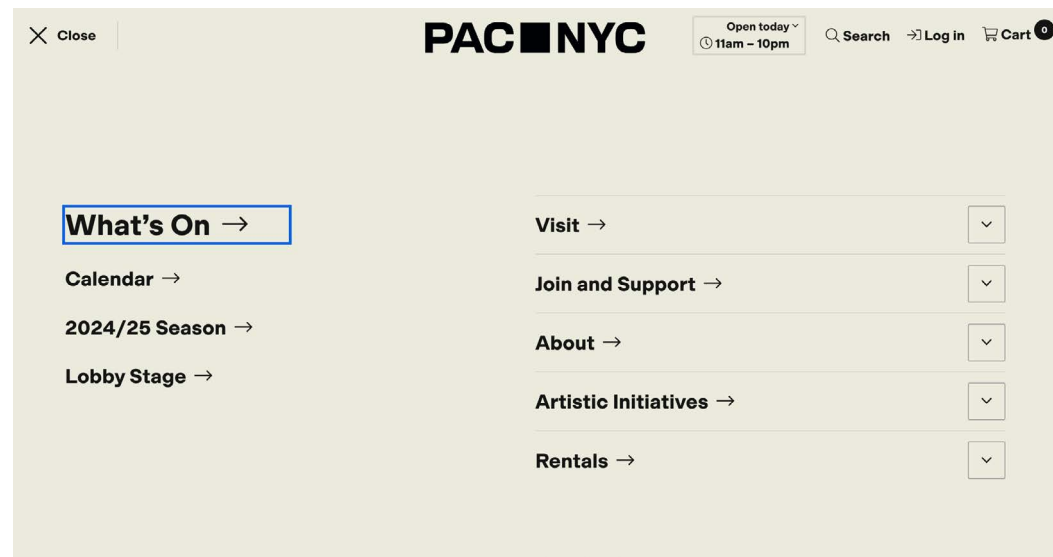 Close
PAC NYC
Open today
11am – 10pm
Search
Log in
Cart 0
What's On →
Calendar →
2024/25 Season →
Lobby Stage →
Visit →
Join and Support →
About →
Artistic Initiatives →
Rentals →